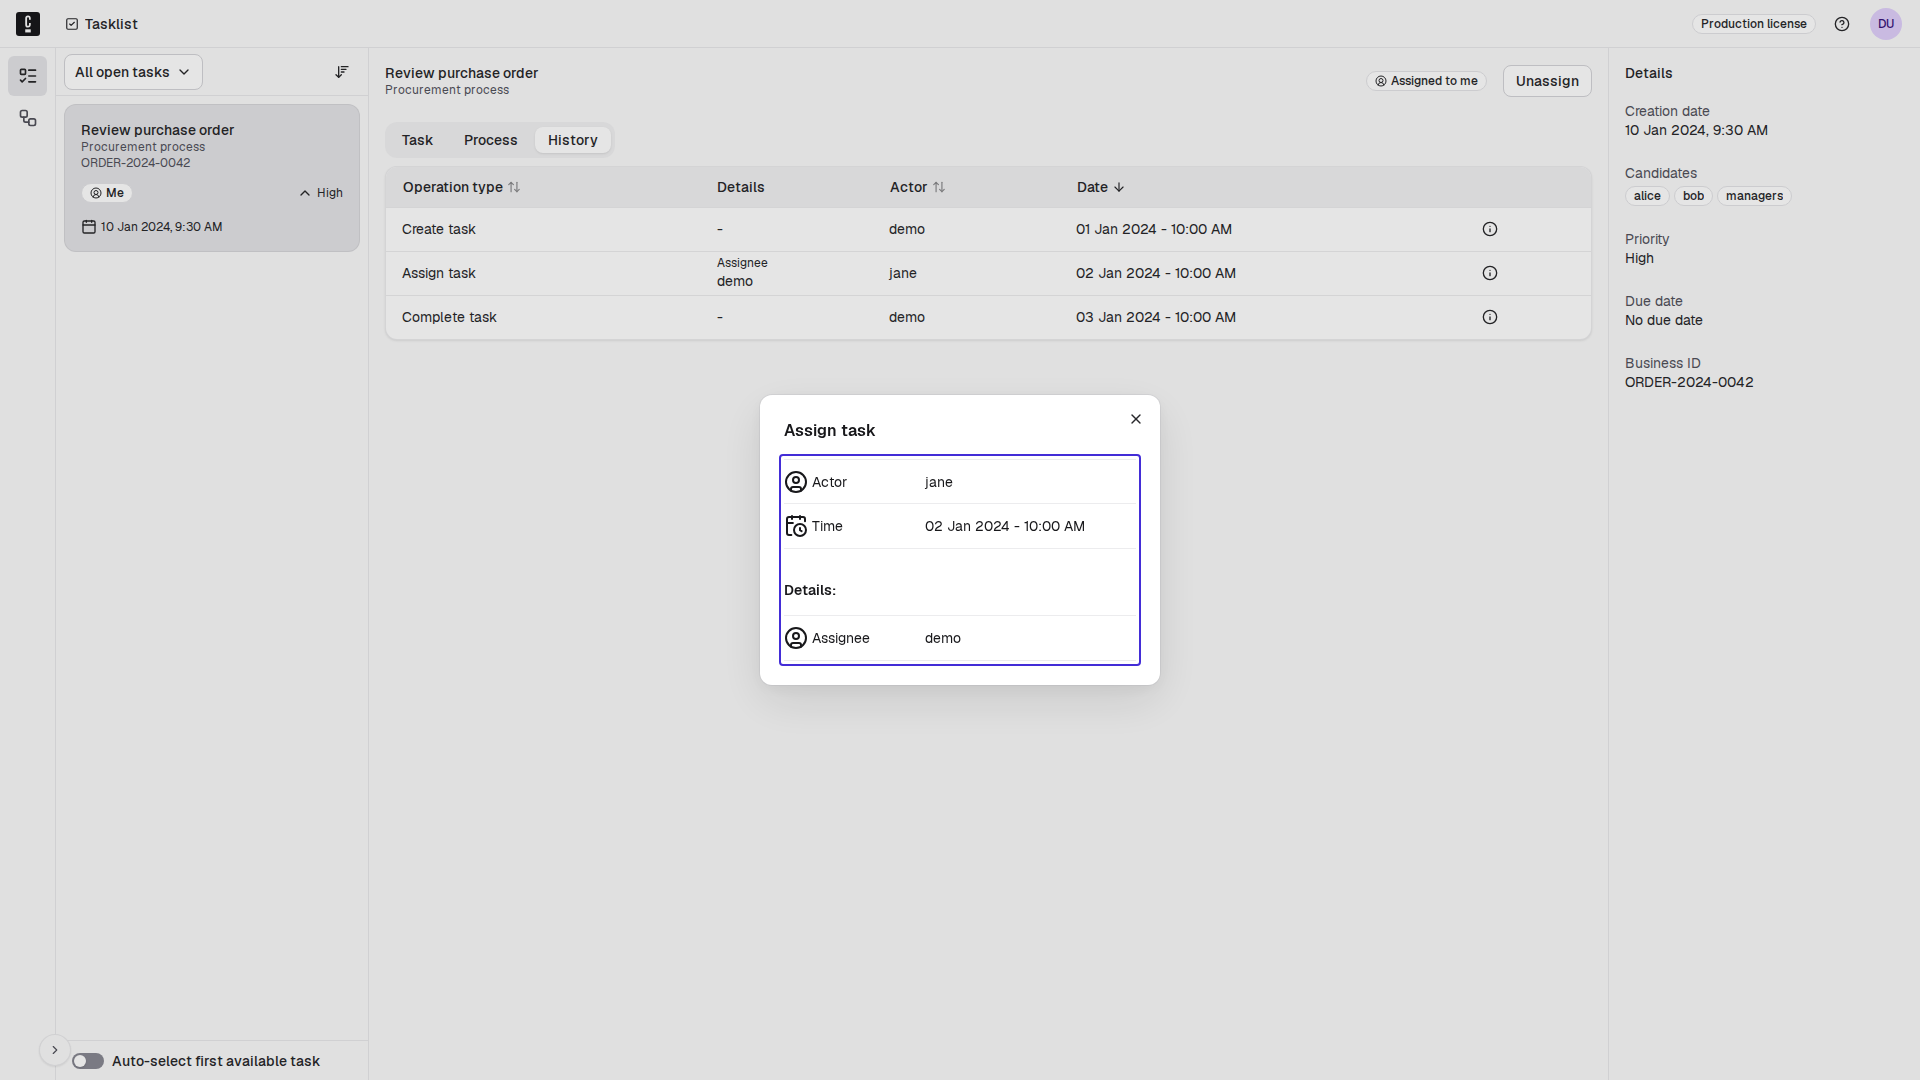 Tasklist
Production license
DU
All open tasks
Review purchase order
Procurement process
ORDER-2024-0042
Me
High
10 Jan 2024, 9:30 AM
Auto-select first available task
Review purchase order
Procurement process
Assigned to me
Unassign
Task Process History
Operation type Details Actor Date
Create task - demo 01 Jan 2024 - 10:00 AM
Assign task Assignee demo jane 02 Jan 2024 - 10:00 AM
Complete task - demo 03 Jan 2024 - 10:00 AM
Assign task
Actor jane
Time 02 Jan 2024 - 10:00 AM
Details:
Assignee demo
Details
Creation date
10 Jan 2024, 9:30 AM
Candidates
alice bob managers
Priority
High
Due date
No due date
Business ID
ORDER-2024-0042